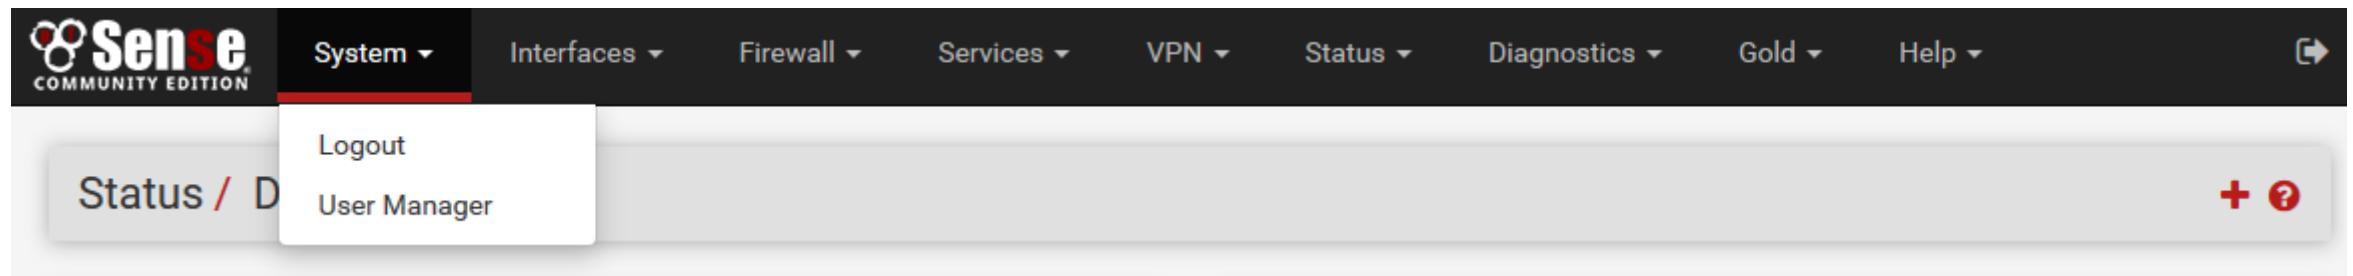 Sense
COMMUNITY EDITION
System
Interfaces
Firewall
Services
VPN
Status
Diagnostics
Gold
Help
Logout
User Manager
Status / D